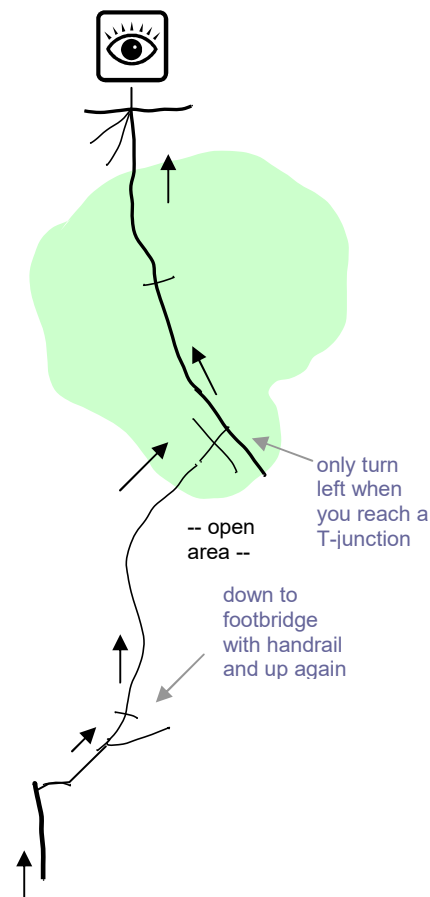 only turn
left when
you reach a
T-junction
-- open
area --
down to
footbridge
with handrail
and up again